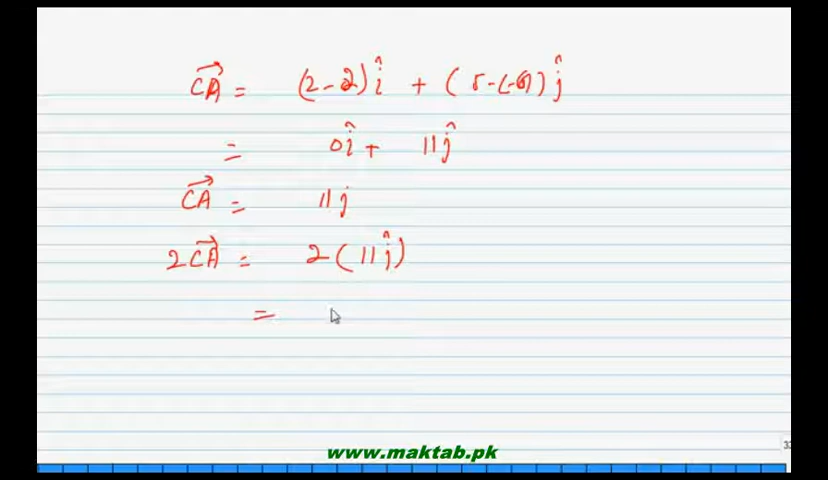 CA⃗ = (2-2)î + (5-(-6))ĵ
= 0î + 11ĵ
CA⃗ = 11j
2CA⃗ = 2(11ĵ)
=
www.maktab.pk